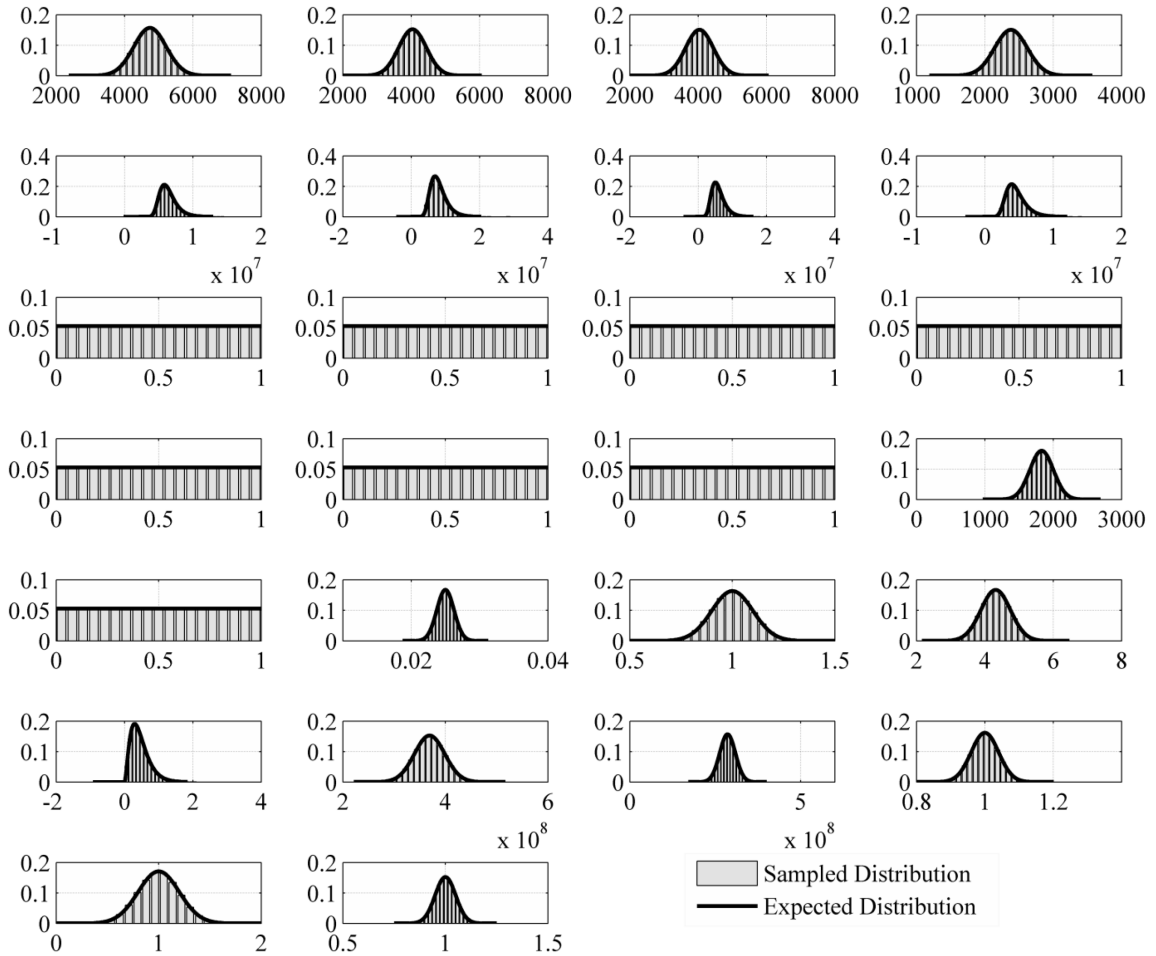 0.2 0.2 0.2 0.2
0.1 0.1 0.1 0.1
0 0 0 0
2000 4000 6000 8000 2000 4000 6000 8000 2000 4000 6000 8000 1000 2000 3000 4000
0.4 0.4 0.4 0.4
0.2 0.2 0.2 0.2
0 0 0 0
-1 0 1 2 -2 0 2 4 -2 0 2 4 -1 0 1 2
x 10^7 x 10^7 x 10^7 x 10^7
0.1 0.1 0.1 0.1
0.05 0.05 0.05 0.05
0 0 0 0
0 0.5 1 0 0.5 1 0 0.5 1 0 0.5 1
0.1 0.1 0.1 0.2
0.05 0.05 0.05 0.1
0 0 0 0
0 0.5 1 0 0.5 1 0 0.5 1 0 1000 2000 3000
0.1 0.2 0.2 0.2
0.05 0.1 0.1 0.1
0 0 0 0
0 0.5 1 0.02 0.04 0.5 1 1.5 2 4 6 8
0.2 0.2 0.2 0.2
0.1 0.1 0.1 0.1
0 0 0 0
-2 0 2 4 2 4 6 0 5 0.8 1 1.2
x 10^8 x 10^8
0.2 0.2
0.1 0.1
0 0
0 1 2 0.5 1 1.5
Sampled Distribution
Expected Distribution